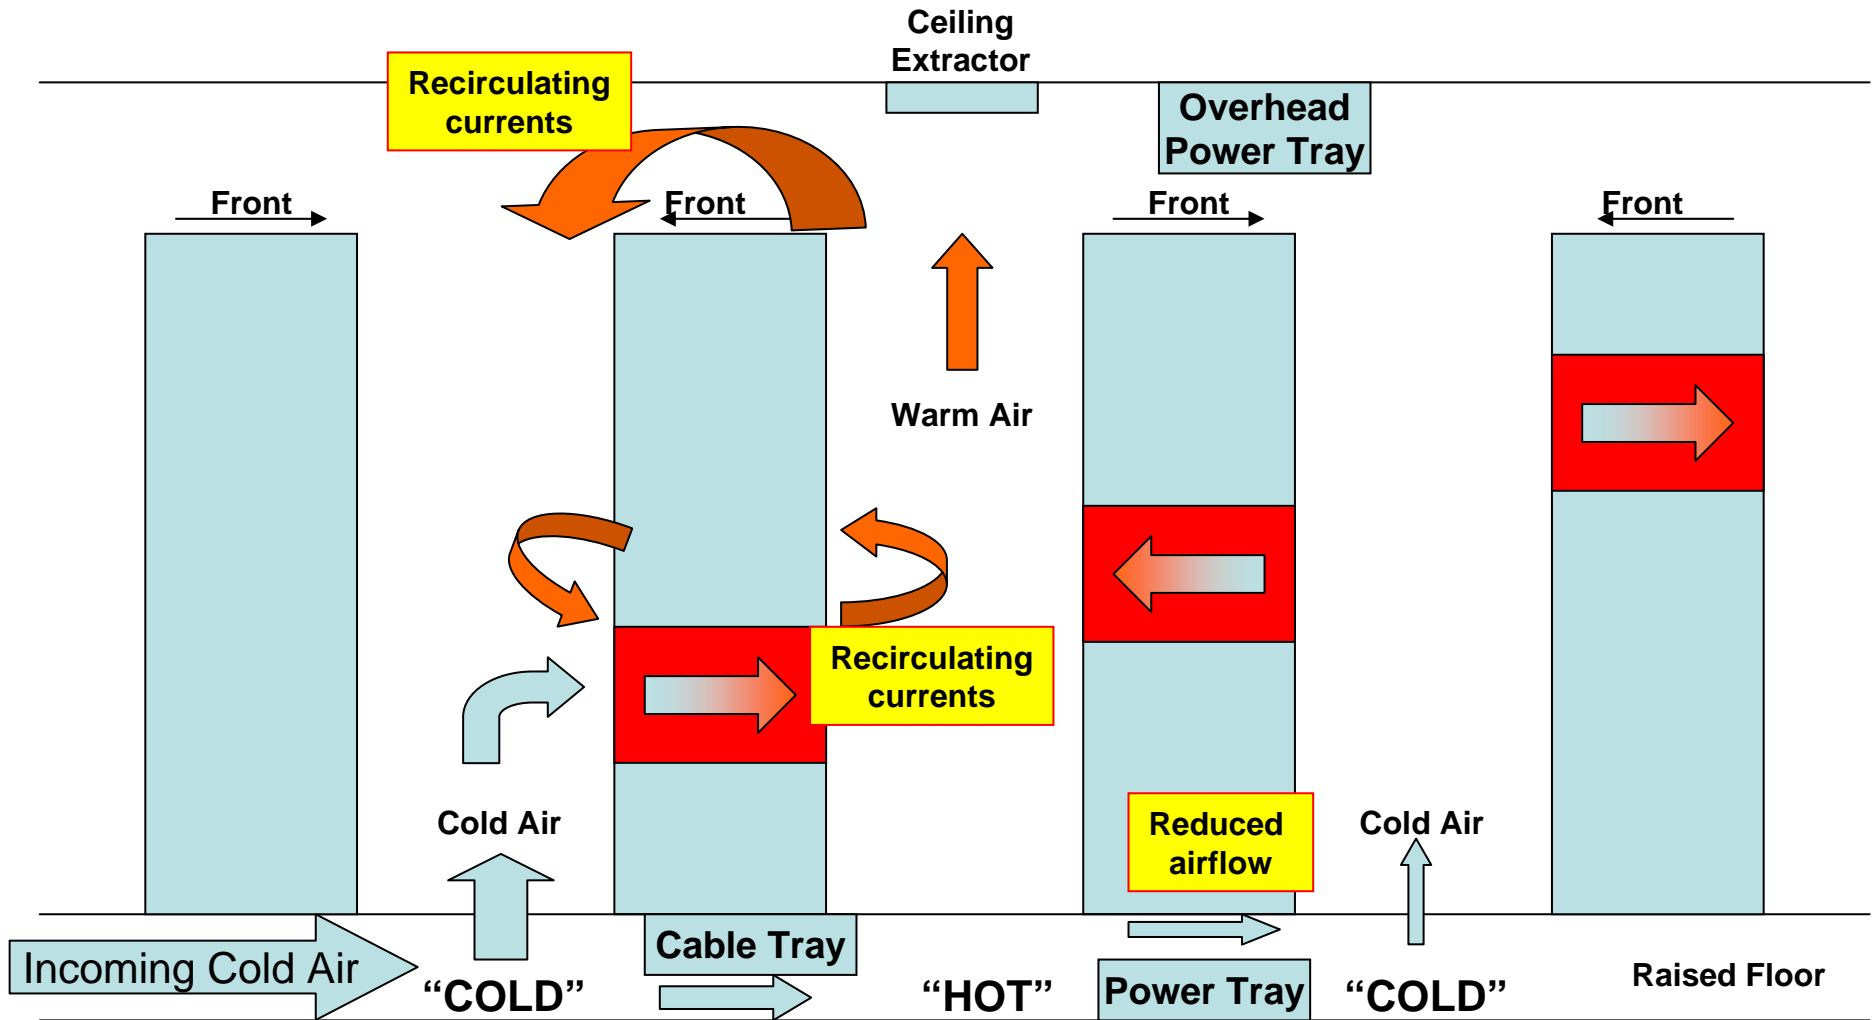 Ceiling
Extractor
Recirculating
currents
Overhead
Power Tray
Front
Front
Front
Front
Warm Air
Recirculating
currents
Cold Air
Reduced
airflow
Cold Air
Incoming Cold Air
“COLD”
Cable Tray
“HOT”
Power Tray
“COLD”
Raised Floor